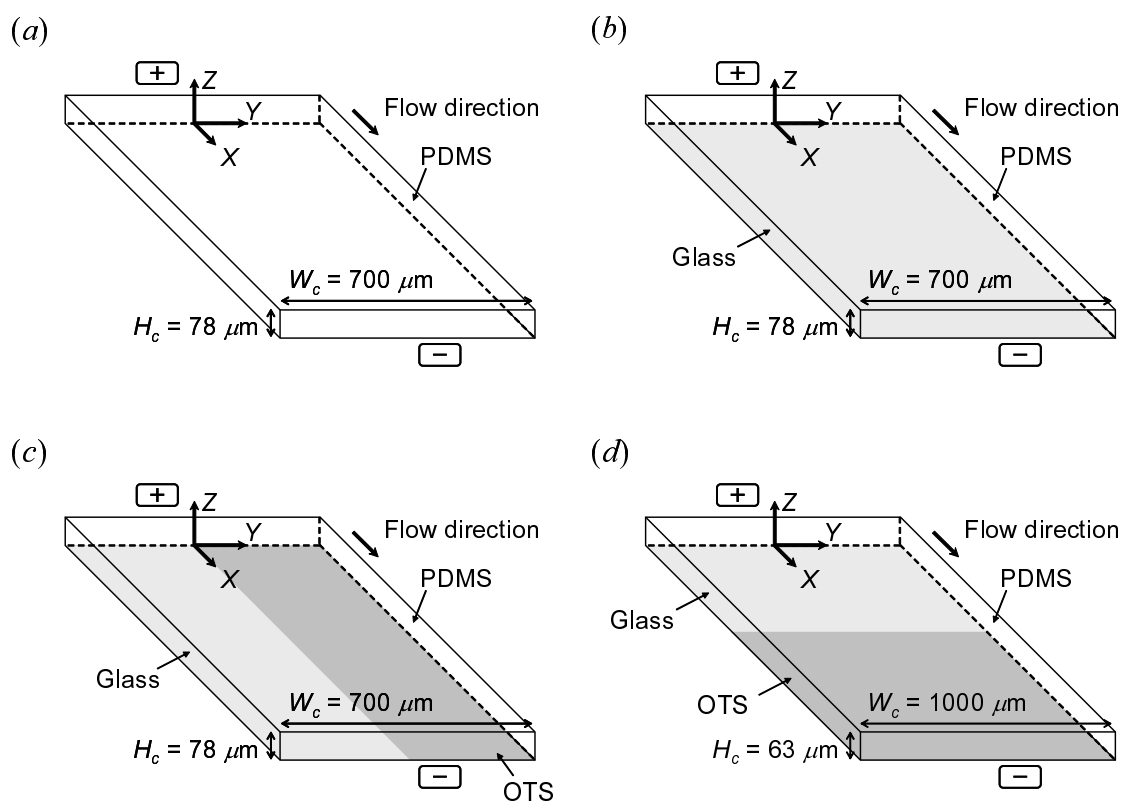 (a)
+
Z
Y
X
Flow direction
PDMS
W_c = 700 μm
H_c = 78 μm
−
(b)
+
Z
Y
X
Flow direction
PDMS
Glass
W_c = 700 μm
H_c = 78 μm
−
(c)
+
Z
Y
X
Flow direction
PDMS
Glass
W_c = 700 μm
H_c = 78 μm
−
OTS
(d)
+
Z
Y
X
Flow direction
PDMS
Glass
OTS
W_c = 1000 μm
H_c = 63 μm
−